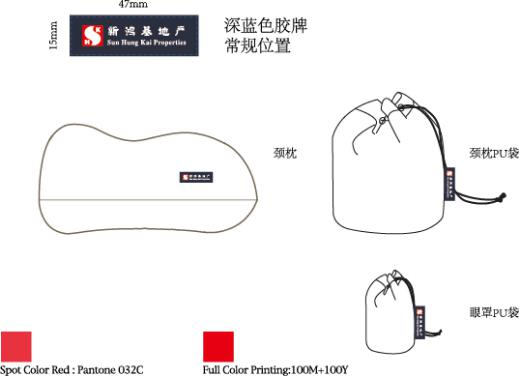 47mm
15mm
新鸿基地产
Sun Hung Kai Properties
深蓝色胶牌
常规位置
颈枕
颈枕PU袋
眼罩PU袋
Spot Color Red : Pantone 032C
Full Color Printing:100M+100Y